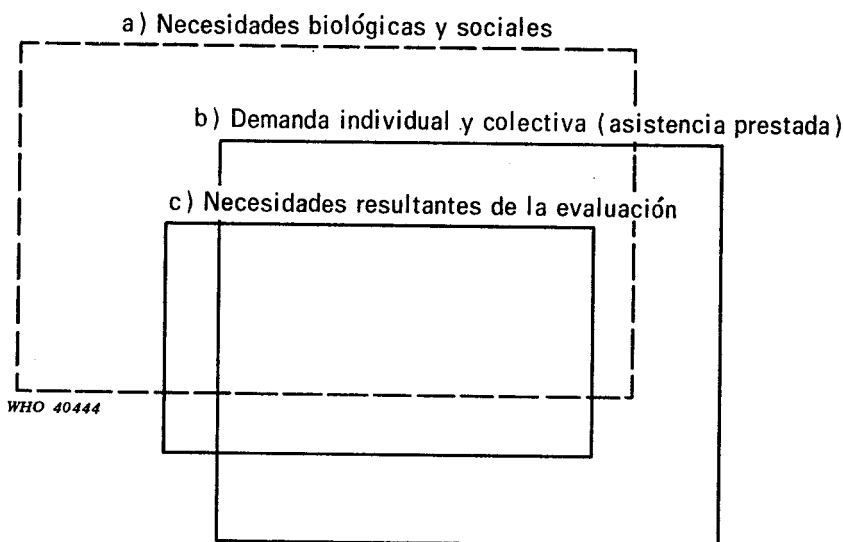 a) Necesidades biológicas y sociales
b) Demanda individual y colectiva (asistencia prestada)
c) Necesidades resultantes de la evaluación
WHO 40444